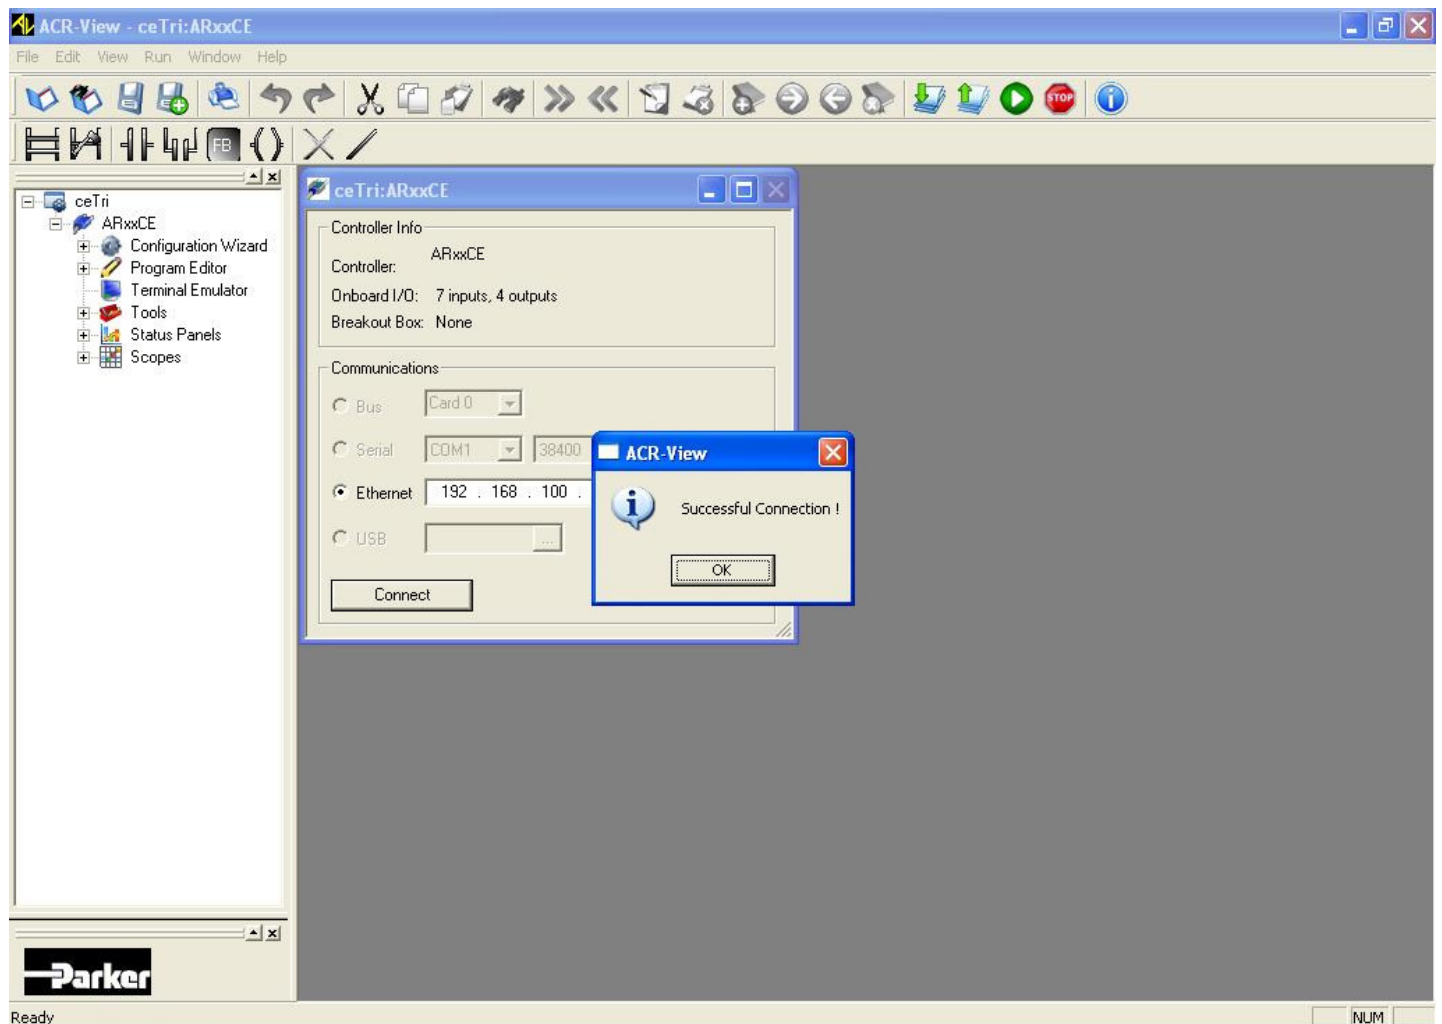 ACR-View - ceTri:ARxxCE
File Edit View Run Window Help
STOP
FB
ceTri
ARxxCE
Configuration Wizard
Program Editor
Terminal Emulator
Tools
Status Panels
Scopes
ceTri:ARxxCE
Controller Info
ARxxCE
Controller:
Onboard I/O: 7 inputs, 4 outputs
Breakout Box: None
Communications
Bus Card 0
Serial COM1 38400
Ethernet 192 . 168 . 100 .
USB ...
Connect
ACR-View
Successful Connection !
OK
Parker
Ready NUM